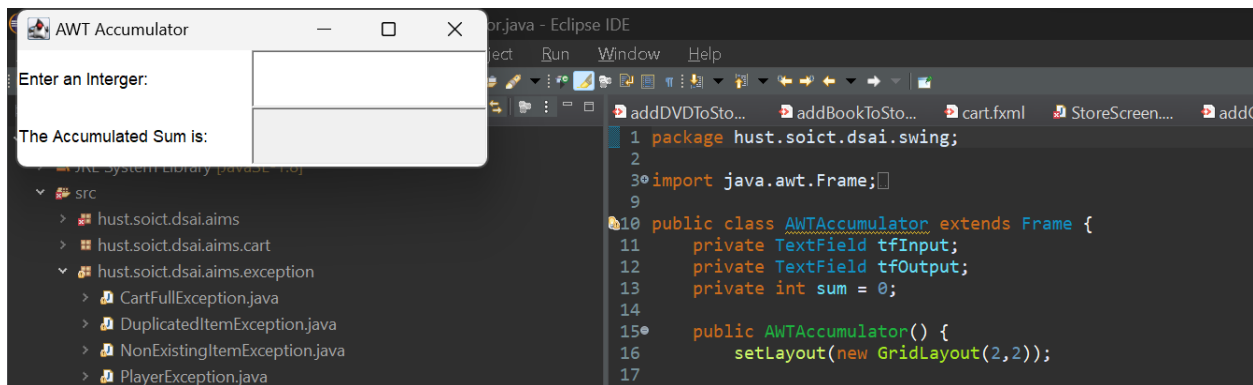 AWT Accumulator
or.java - Eclipse IDE
ject Run Window Help
Enter an Interger:
The Accumulated Sum is:
addDVDToSto... addBookToSto... cart.fxml StoreScreen.... addC
JRE System Library [JavaSE-1.8]
src
hust.soict.dsai.aims
hust.soict.dsai.aims.cart
hust.soict.dsai.aims.exception
CartFullException.java
DuplicatedItemException.java
NonExistingItemException.java
PlayerException.java
1 package hust.soict.dsai.swing;
2
3 import java.awt.Frame;
9
10 public class AWTAccumulator extends Frame {
11 private TextField tfInput;
12 private TextField tfOutput;
13 private int sum = 0;
14
15 public AWTAccumulator() {
16 setLayout(new GridLayout(2,2));
17